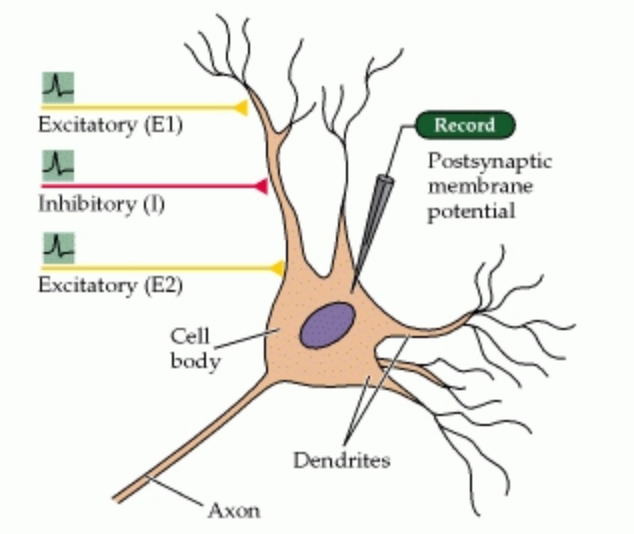 Excitatory (E1)
Record
Postsynaptic
membrane
potential
Inhibitory (I)
Excitatory (E2)
Cell
body
Dendrites
Axon